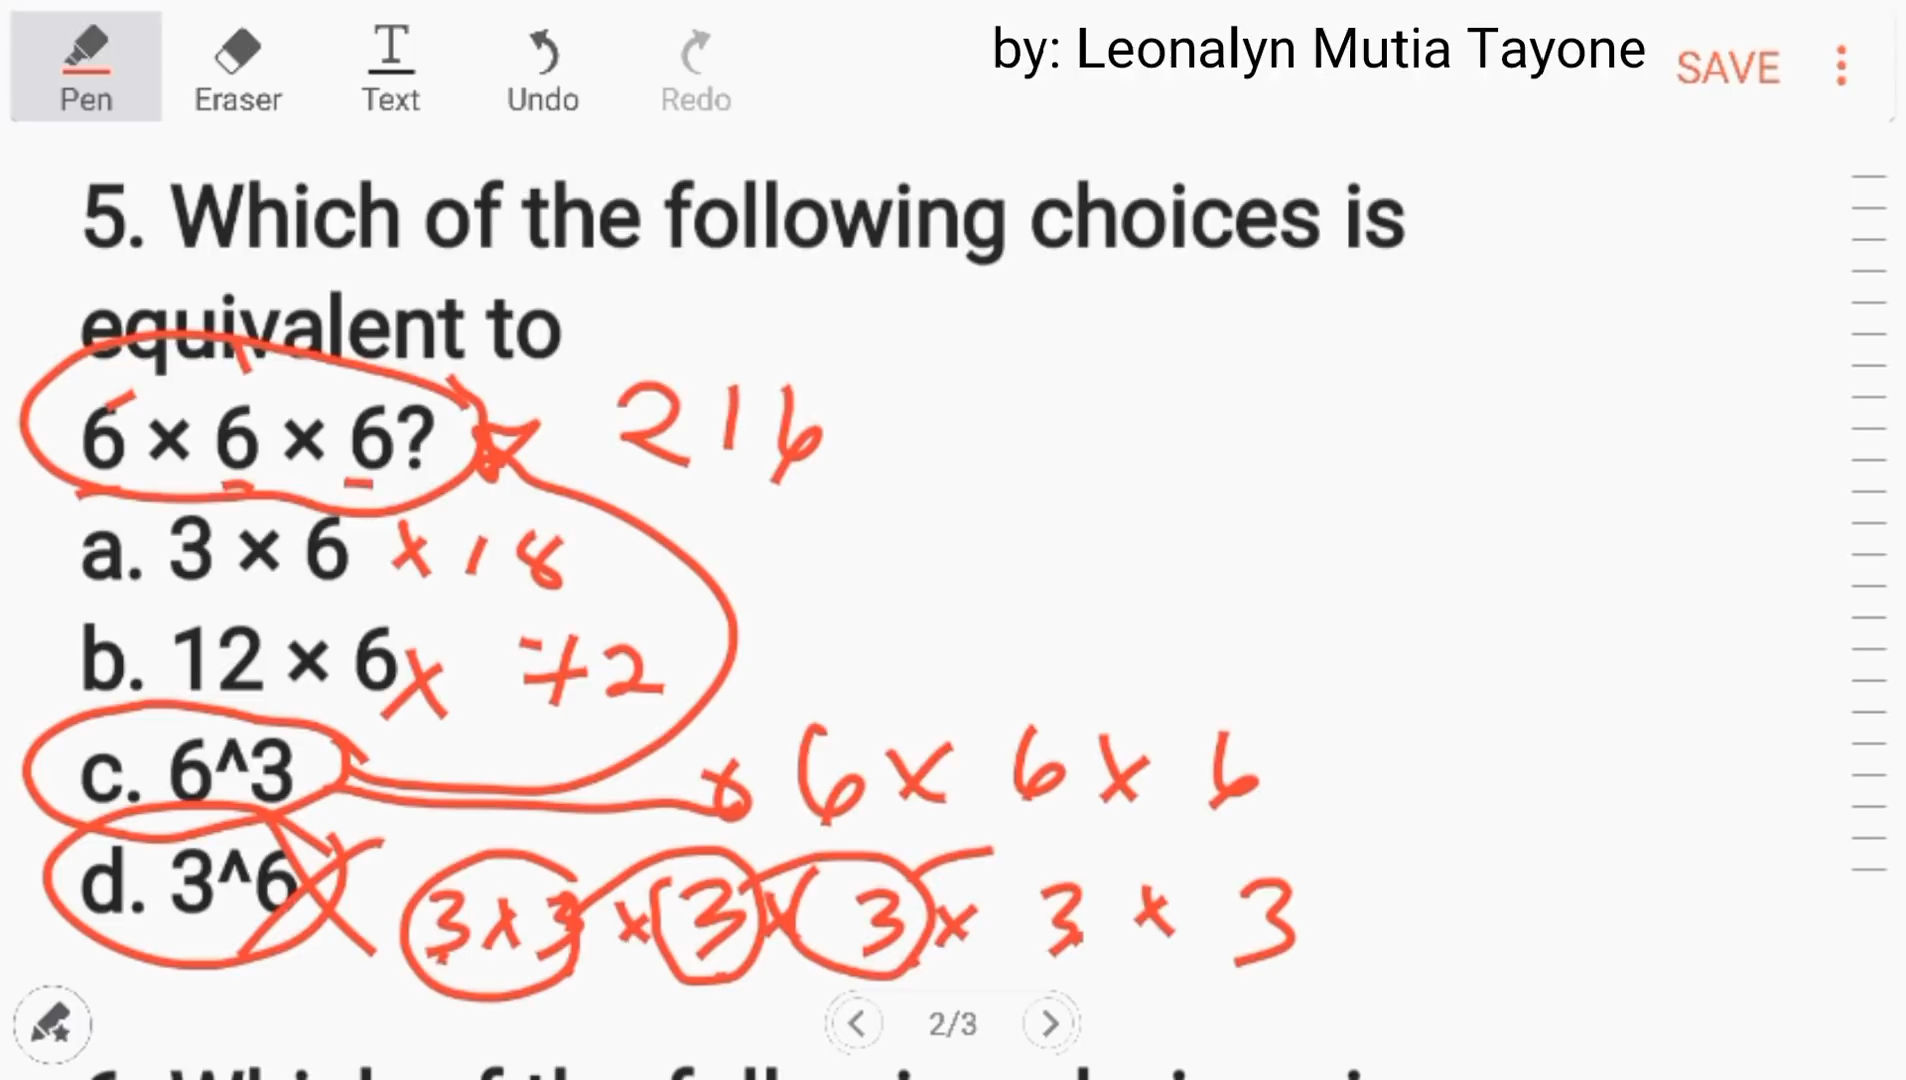 by: Leonalyn Mutia Tayone
Pen Eraser Text Undo Redo SAVE
5. Which of the following choices is
equivalent to
6 × 6 × 6? 216
a. 3 × 6 × 18
b. 12 × 6 × 72
c. 6^3 6 × 6 × 6
d. 3^6 × 3 × 3 × (3) × (3) × 3 × 3
2/3